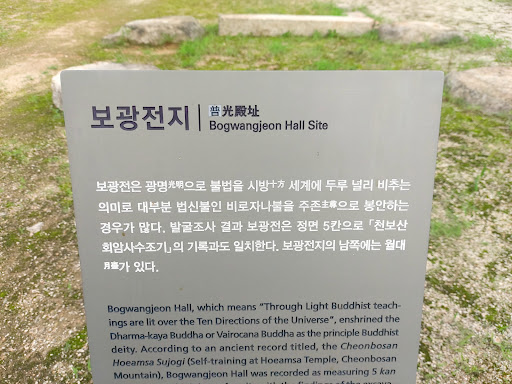 보광전지 普光殿址
Bogwangjeon Hall Site
보광전은 광명光明으로 불법을 시방十方 세계에 두루 널리 비추는
의미로 대부분 법신불인 비로자나불을 주존主尊으로 봉안하는
경우가 많다. 발굴조사 결과 보광전은 정면 5칸으로 「천보산
회암사수조기」의 기록과도 일치한다. 보광전지의 남쪽에는 월대
月臺가 있다.
Bogwangjeon Hall, which means "Through Light Buddhist teach-
ings are lit over the Ten Directions of the Universe", enshrined the
Dharma-kaya Buddha or Vairocana Buddha as the principle Buddhist
deity. According to an ancient record titled, the Cheonbosan
Hoeamsa Sujogi (Self-training at Hoeamsa Temple, Cheonbosan
Mountain), Bogwangjeon Hall was recorded as measuring 5 kan